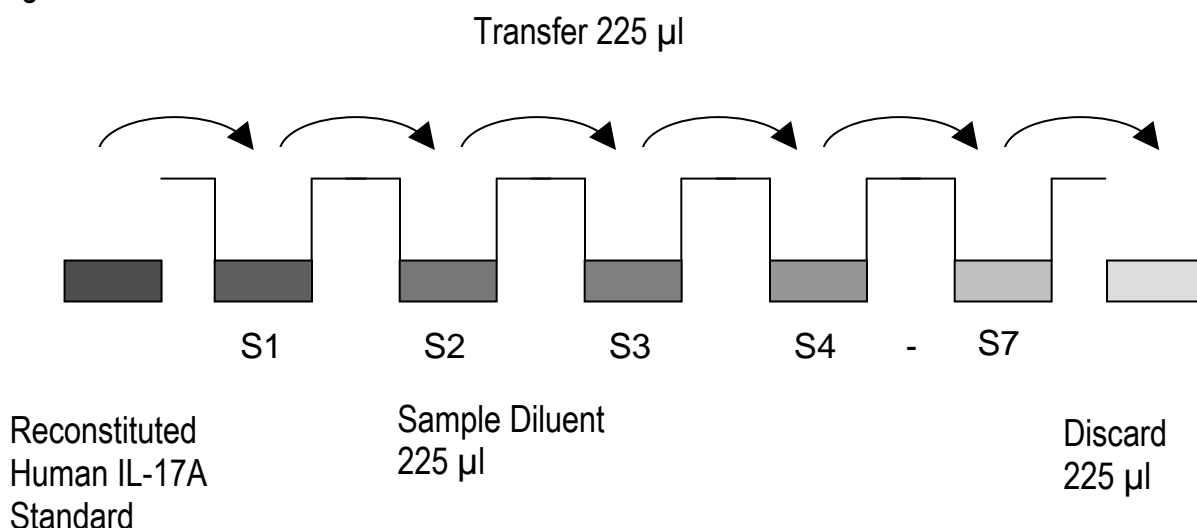 Transfer 225 µl
S1 S2 S3 S4 - S7
Reconstituted
Human IL-17A
Standard
Sample Diluent
225 µl
Discard
225 µl